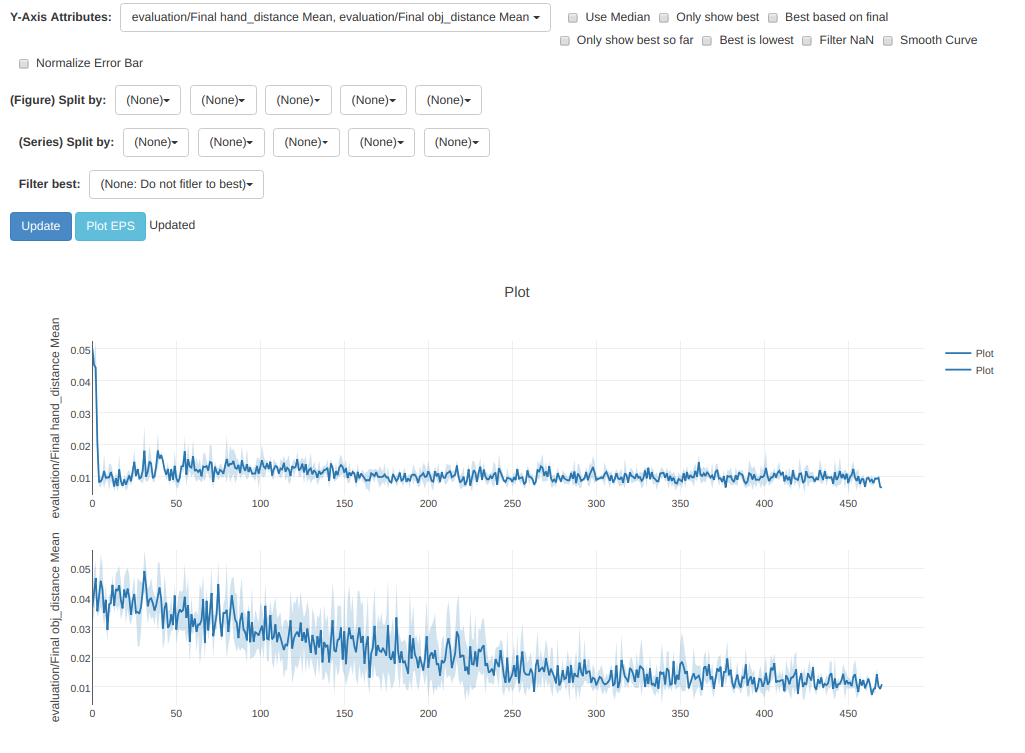 Y-Axis Attributes: evaluation/Final hand_distance Mean, evaluation/Final obj_distance Mean Use Median Only show best Best based on final
Only show best so far Best is lowest Filter NaN Smooth Curve
Normalize Error Bar
(Figure) Split by: (None) (None) (None) (None) (None)
(Series) Split by: (None) (None) (None) (None) (None)
Filter best: (None: Do not fitler to best)
Update Plot EPS Updated
Plot
evaluation/Final hand_distance Mean
0.05
0.04
0.03
0.02
0.01
0 50 100 150 200 250 300 350 400 450
Plot
Plot
evaluation/Final obj_distance Mean
0.05
0.04
0.03
0.02
0.01
0 50 100 150 200 250 300 350 400 450